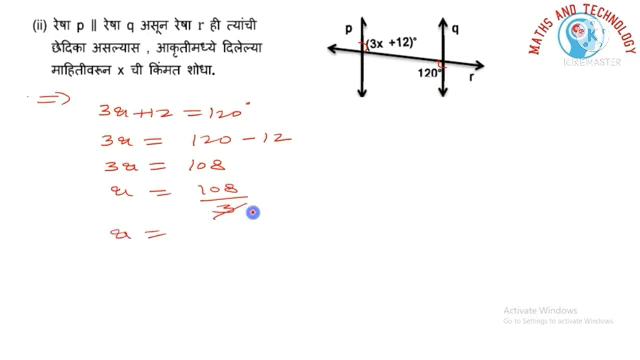 (ii) रेषा p || रेषा q असून रेषा r ही त्यांची
छेदिका असल्यास , आकृतीमध्ये दिलेल्या
माहितीवरून x ची किंमत शोधा.
p
q
(3x +12)°
120°
r
MATHS AND TECHNOLOGY
K
KINEMASTER
=>
3x+12 = 120°
3x = 120 - 12
3x = 108
x = 108/3
x =
Activate Windows
Go to Settings to activate Windows.